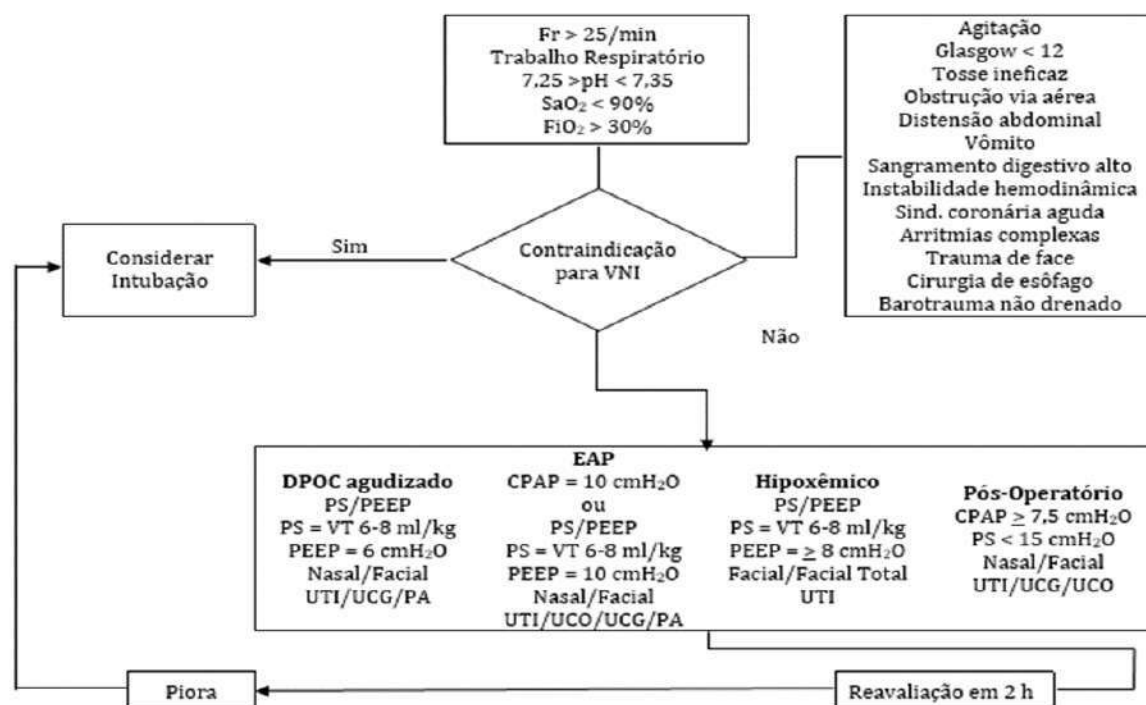 Fr > 25/min
Trabalho Respiratório
7,25 >pH < 7,35
SaO₂ < 90%
FiO₂ > 30%
Agitação
Glasgow < 12
Tosse ineficaz
Obstrução via aérea
Distensão abdominal
Vômito
Sangramento digestivo alto
Instabilidade hemodinâmica
Sind. coronária aguda
Arritmias complexas
Trauma de face
Cirurgia de esôfago
Barotrauma não drenado
Contraindicação
para VNI
Sim
Considerar
Intubação
Não
DPOC agudizado
PS/PEEP
PS = VT 6-8 ml/kg
PEEP = 6 cmH₂O
Nasal/Facial
UTI/UCG/PA
EAP
CPAP = 10 cmH₂O
ou
PS/PEEP
PS = VT 6-8 ml/kg
PEEP = 10 cmH₂O
Nasal/Facial
UTI/UCO/UCG/PA
Hipoxêmico
PS/PEEP
PS = VT 6-8 ml/kg
PEEP = ≥ 8 cmH₂O
Facial/Facial Total
UTI
Pós-Operatório
CPAP ≥ 7,5 cmH₂O
PS < 15 cmH₂O
Nasal/Facial
UTI/UCG/UCO
Piora
Reavaliação em 2 h